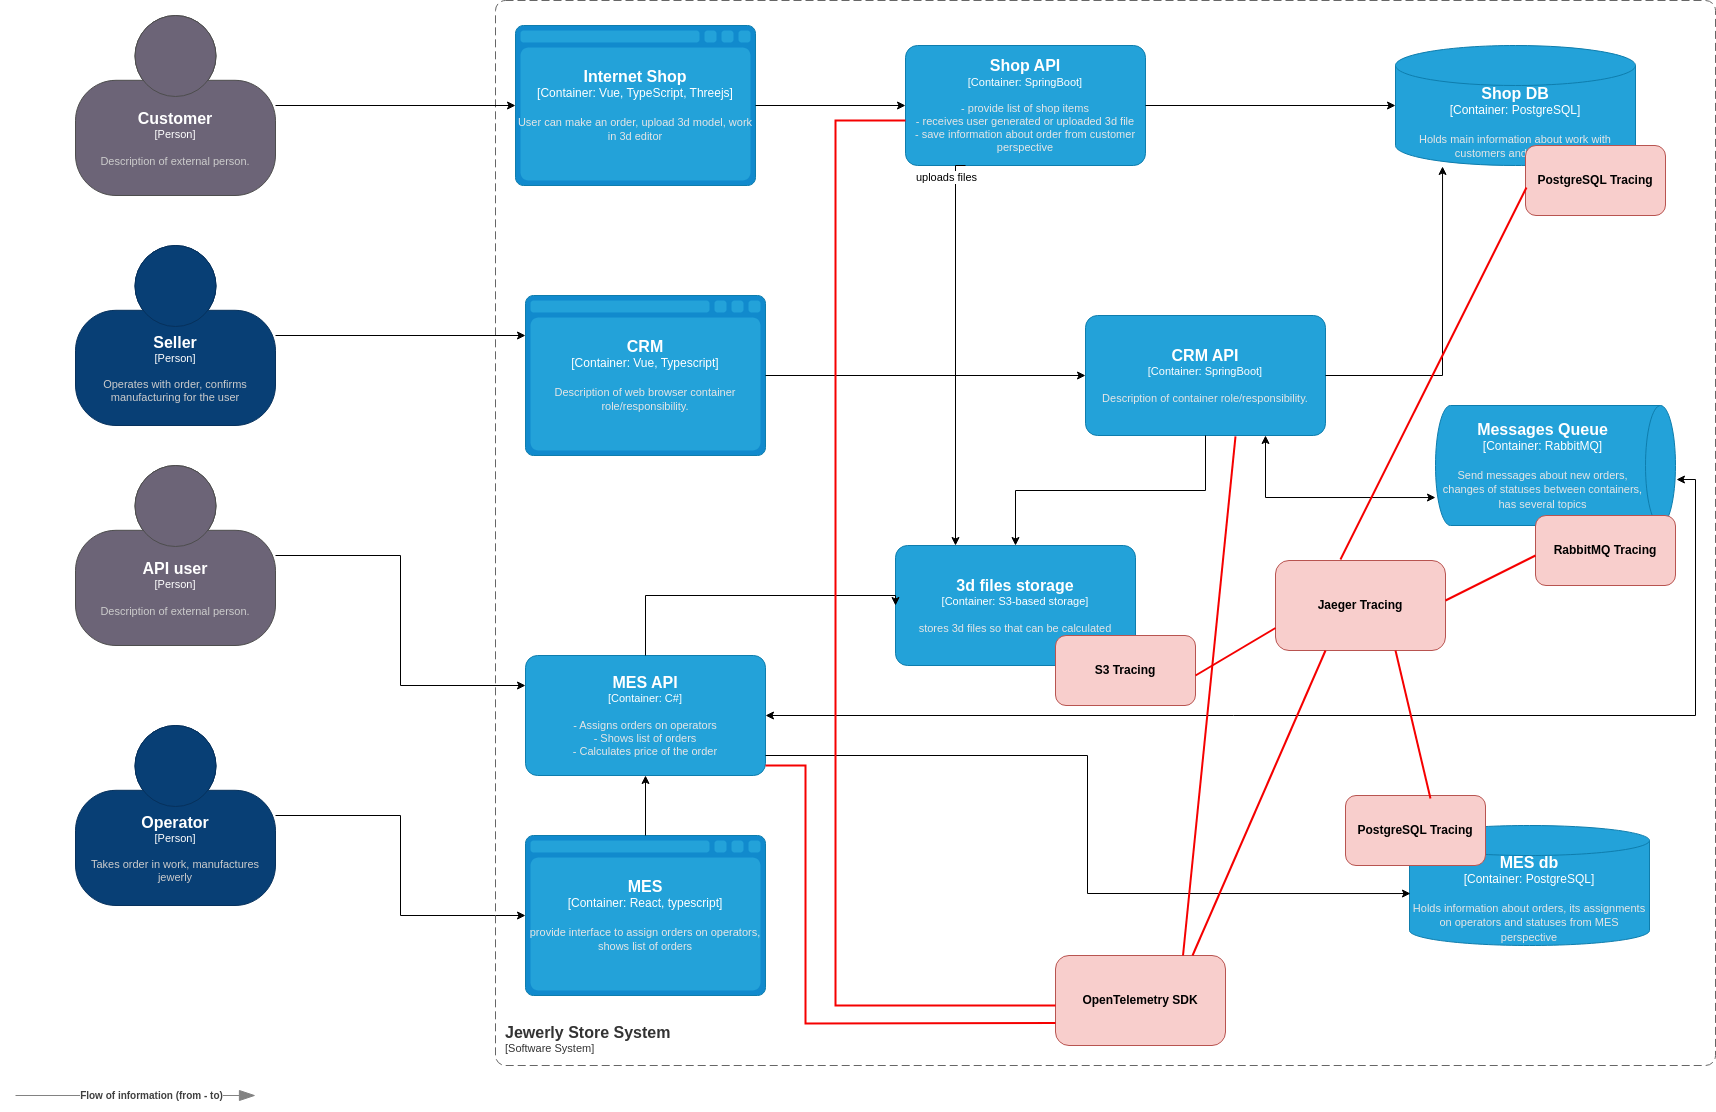 Customer
[Person]
Description of external person.
Internet Shop
[Container: Vue, TypeScript, Threejs]
User can make an order, upload 3d model, work
in 3d editor
Shop API
[Container: SpringBoot]
- provide list of shop items
- receives user generated or uploaded 3d file
- save information about order from customer
perspective
uploads files
Shop DB
[Container: PostgreSQL]
Holds main information about work with
customers and
PostgreSQL Tracing
Seller
[Person]
Operates with order, confirms
manufacturing for the user
CRM
[Container: Vue, Typescript]
Description of web browser container
role/responsibility.
CRM API
[Container: SpringBoot]
Description of container role/responsibility.
Messages Queue
[Container: RabbitMQ]
Send messages about new orders,
changes of statuses between containers,
has several topics
RabbitMQ Tracing
API user
[Person]
Description of external person.
3d files storage
[Container: S3-based storage]
stores 3d files so that can be calculated
S3 Tracing
Jaeger Tracing
MES API
[Container: C#]
- Assigns orders on operators
- Shows list of orders
- Calculates price of the order
Operator
[Person]
Takes order in work, manufactures
jewerly
MES
[Container: React, typescript]
provide interface to assign orders on operators,
shows list of orders
PostgreSQL Tracing
MES db
[Container: PostgreSQL]
Holds information about orders, its assignments
on operators and statuses from MES
perspective
OpenTelemetry SDK
Jewerly Store System
[Software System]
Flow of information (from - to)